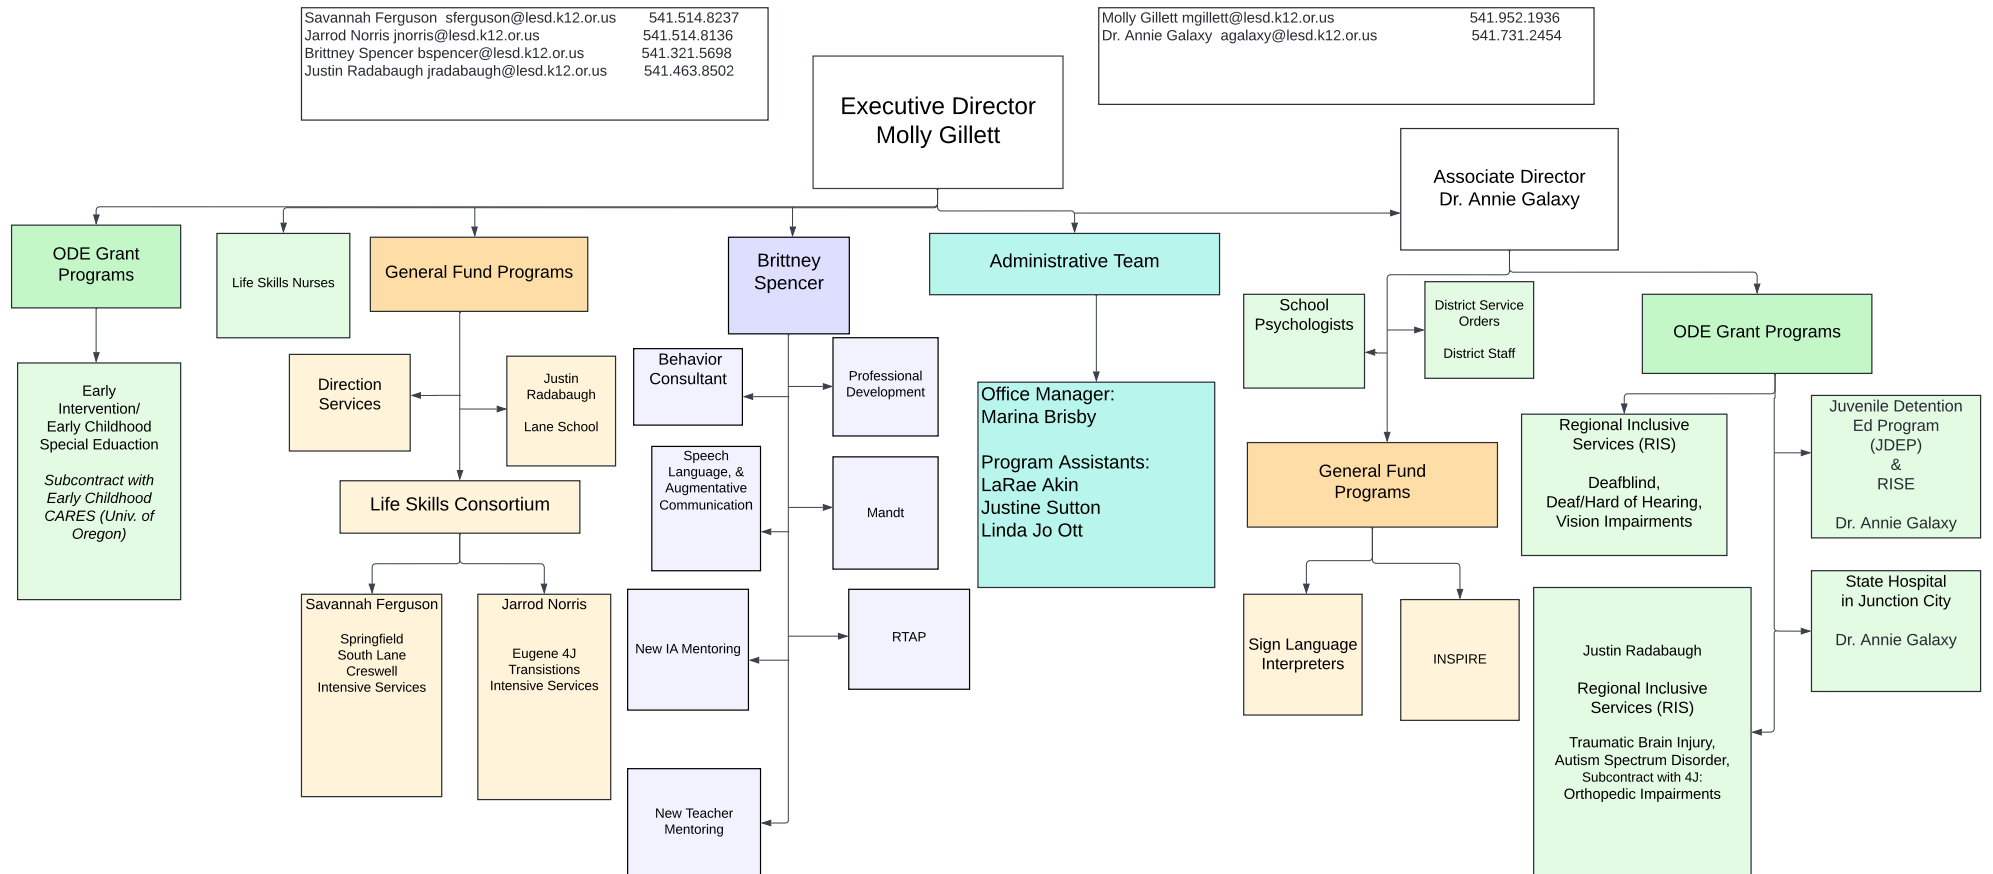 Savannah Ferguson  sferguson@lesd.k12.or.us 541.514.8237
Jarrod Norris jnorris@lesd.k12.or.us 541.514.8136
Brittney Spencer bspencer@lesd.k12.or.us 541.321.5698
Justin Radabaugh jradabaugh@lesd.k12.or.us 541.463.8502
Molly Gillett mgillett@lesd.k12.or.us 541.952.1936
Dr. Annie Galaxy  agalaxy@lesd.k12.or.us 541.731.2454
Executive Director
Molly Gillett
Associate Director
Dr. Annie Galaxy
ODE Grant
Programs
Life Skills Nurses
General Fund Programs
Brittney
Spencer
Administrative Team
Early
Intervention/
Early Childhood
Special Eduaction
Subcontract with
Early Childhood
CARES (Univ. of
Oregon)
Direction
Services
Justin
Radabaugh
Lane School
Life Skills Consortium
Savannah Ferguson
Springfield
South Lane
Creswell
Intensive Services
Jarrod Norris
Eugene 4J
Transistions
Intensive Services
Behavior
Consultant
Professional
Development
Speech
Language, &
Augmentative
Communication
Mandt
New IA Mentoring
RTAP
New Teacher
Mentoring
Office Manager:
Marina Brisby
Program Assistants:
LaRae Akin
Justine Sutton
Linda Jo Ott
School
Psychologists
District Service
Orders
District Staff
ODE Grant Programs
General Fund
Programs
Sign Language
Interpreters
INSPIRE
Regional Inclusive
Services (RIS)
Deafblind,
Deaf/Hard of Hearing,
Vision Impairments
Juvenile Detention
Ed Program
(JDEP)
&
RISE
Dr. Annie Galaxy
State Hospital
in Junction City
Dr. Annie Galaxy
Justin Radabaugh
Regional Inclusive
Services (RIS)
Traumatic Brain Injury,
Autism Spectrum Disorder,
Subcontract with 4J:
Orthopedic Impairments